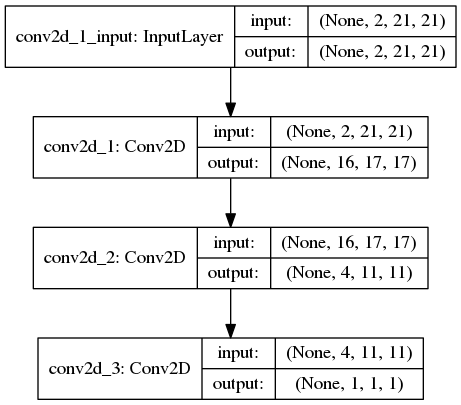 conv2d_1_input: InputLayer
input: (None, 2, 21, 21)
output: (None, 2, 21, 21)
conv2d_1: Conv2D
input: (None, 2, 21, 21)
output: (None, 16, 17, 17)
conv2d_2: Conv2D
input: (None, 16, 17, 17)
output: (None, 4, 11, 11)
conv2d_3: Conv2D
input: (None, 4, 11, 11)
output: (None, 1, 1, 1)